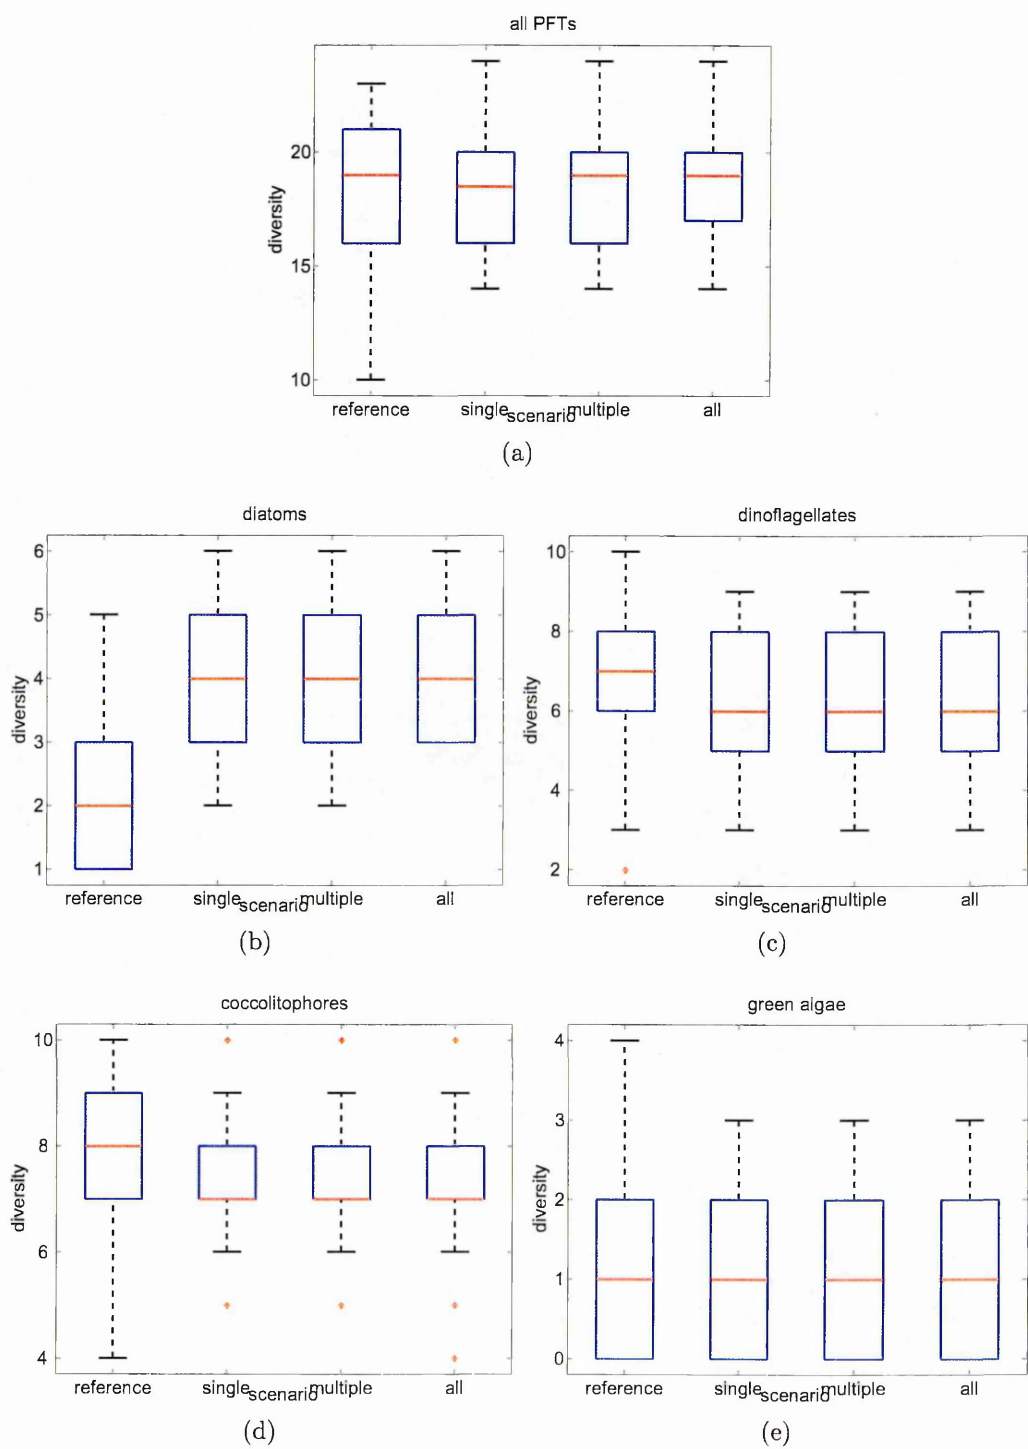 all PFTs
20
15
10
diversity
reference single multiple all
scenario
(a)
diatoms
6
5
4
3
2
1
diversity
reference single multiple all
scenario
(b)
dinoflagellates
10
8
6
4
2
diversity
reference single multiple all
scenario
(c)
coccolitophores
10
8
6
4
diversity
reference single multiple all
scenario
(d)
green algae
4
3
2
1
0
diversity
reference single multiple all
scenario
(e)